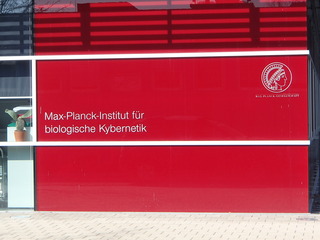 Max-Planck-Institut für
biologische Kybernetik